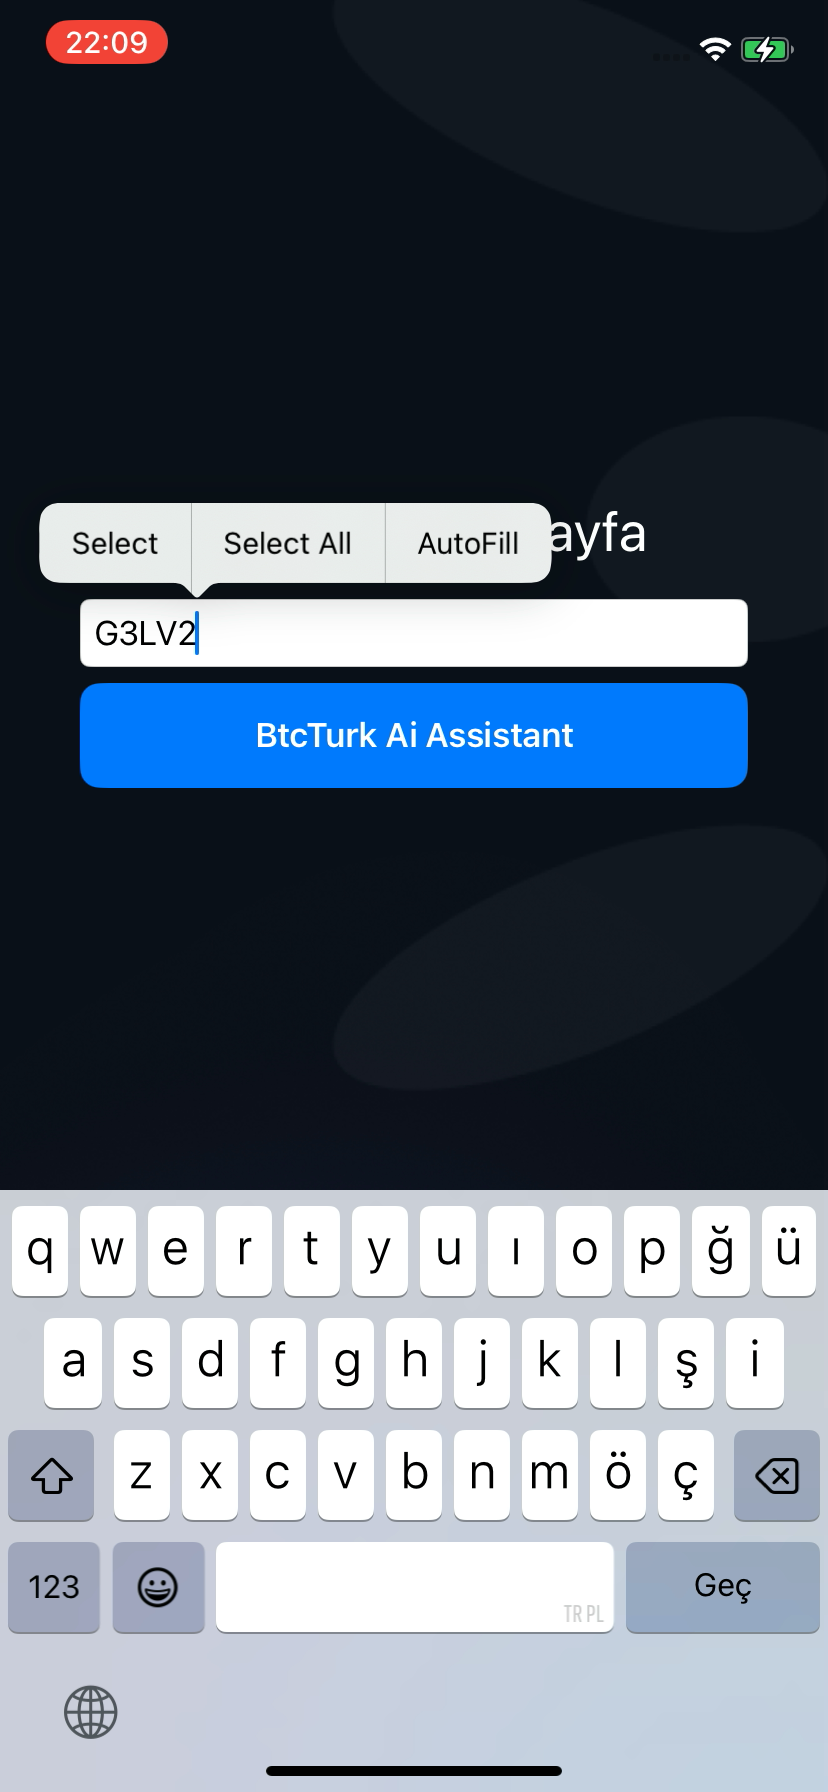 22:09
Select Select All AutoFill
ayfa
G3LV2
BtcTurk Ai Assistant
q w e r t y u ı o p ğ ü
a s d f g h j k l ş i
z x c v b n m ö ç
123 TR PL Geç